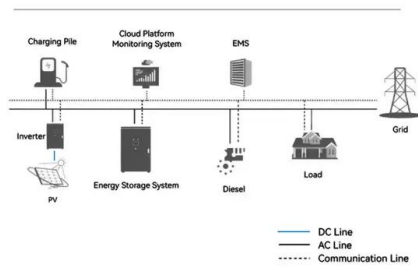 Charging Pile
Cloud Platform
Monitoring System
EMS
Grid
Inverter
PV
Energy Storage System
Diesel
Load
DC Line
AC Line
Communication Line